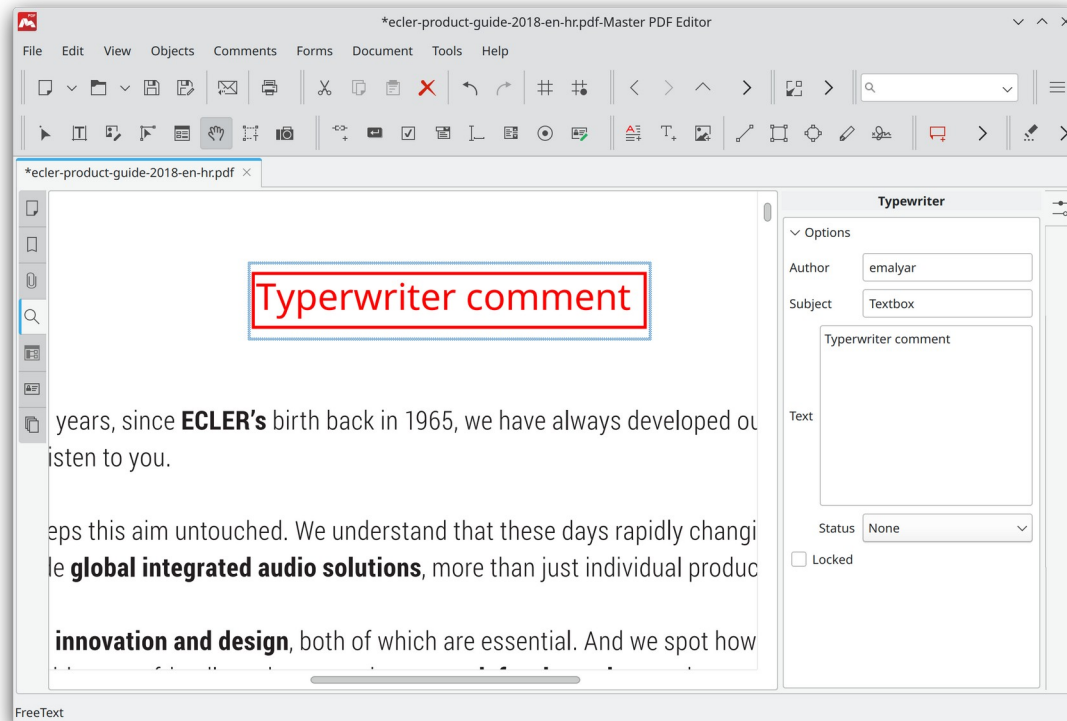 *ecler-product-guide-2018-en-hr.pdf-Master PDF Editor
File Edit View Objects Comments Forms Document Tools Help
*ecler-product-guide-2018-en-hr.pdf
Typewriter
Options
Author emalyar
Subject Textbox
Text Typerwriter comment
Status None
Locked
Typerwriter comment
years, since ECLER's birth back in 1965, we have always developed ou
isten to you.
eps this aim untouched. We understand that these days rapidly changi
le global integrated audio solutions, more than just individual produc
innovation and design, both of which are essential. And we spot how
FreeText